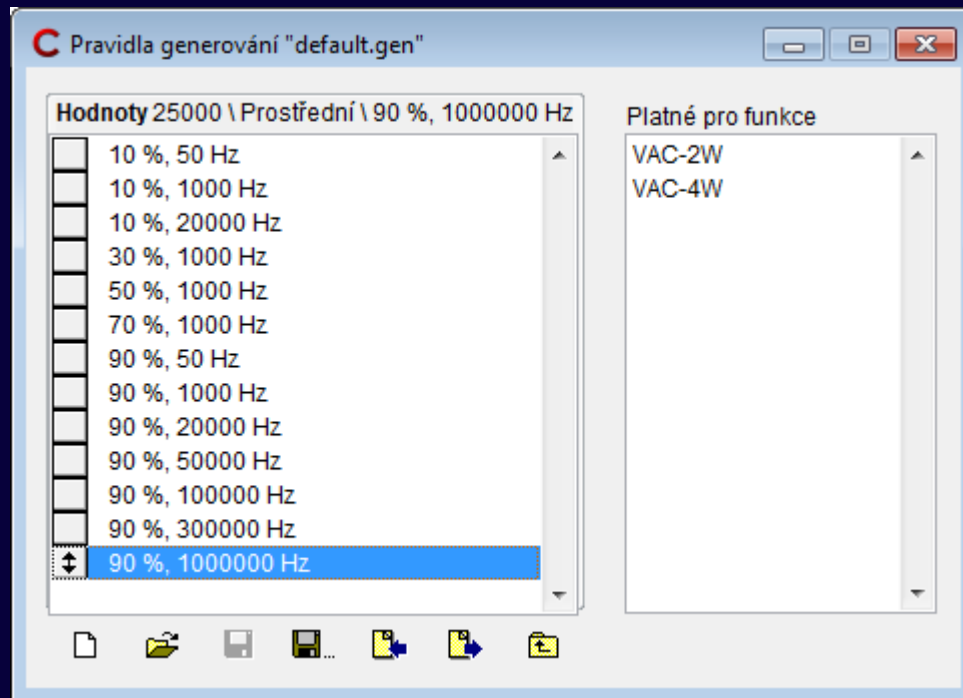 Pravidla generování "default.gen"
Hodnoty 25000 \ Prostřední \ 90 %, 1000000 Hz
10 %, 50 Hz
10 %, 1000 Hz
10 %, 20000 Hz
30 %, 1000 Hz
50 %, 1000 Hz
70 %, 1000 Hz
90 %, 50 Hz
90 %, 1000 Hz
90 %, 20000 Hz
90 %, 50000 Hz
90 %, 100000 Hz
90 %, 300000 Hz
90 %, 1000000 Hz
Platné pro funkce
VAC-2W
VAC-4W